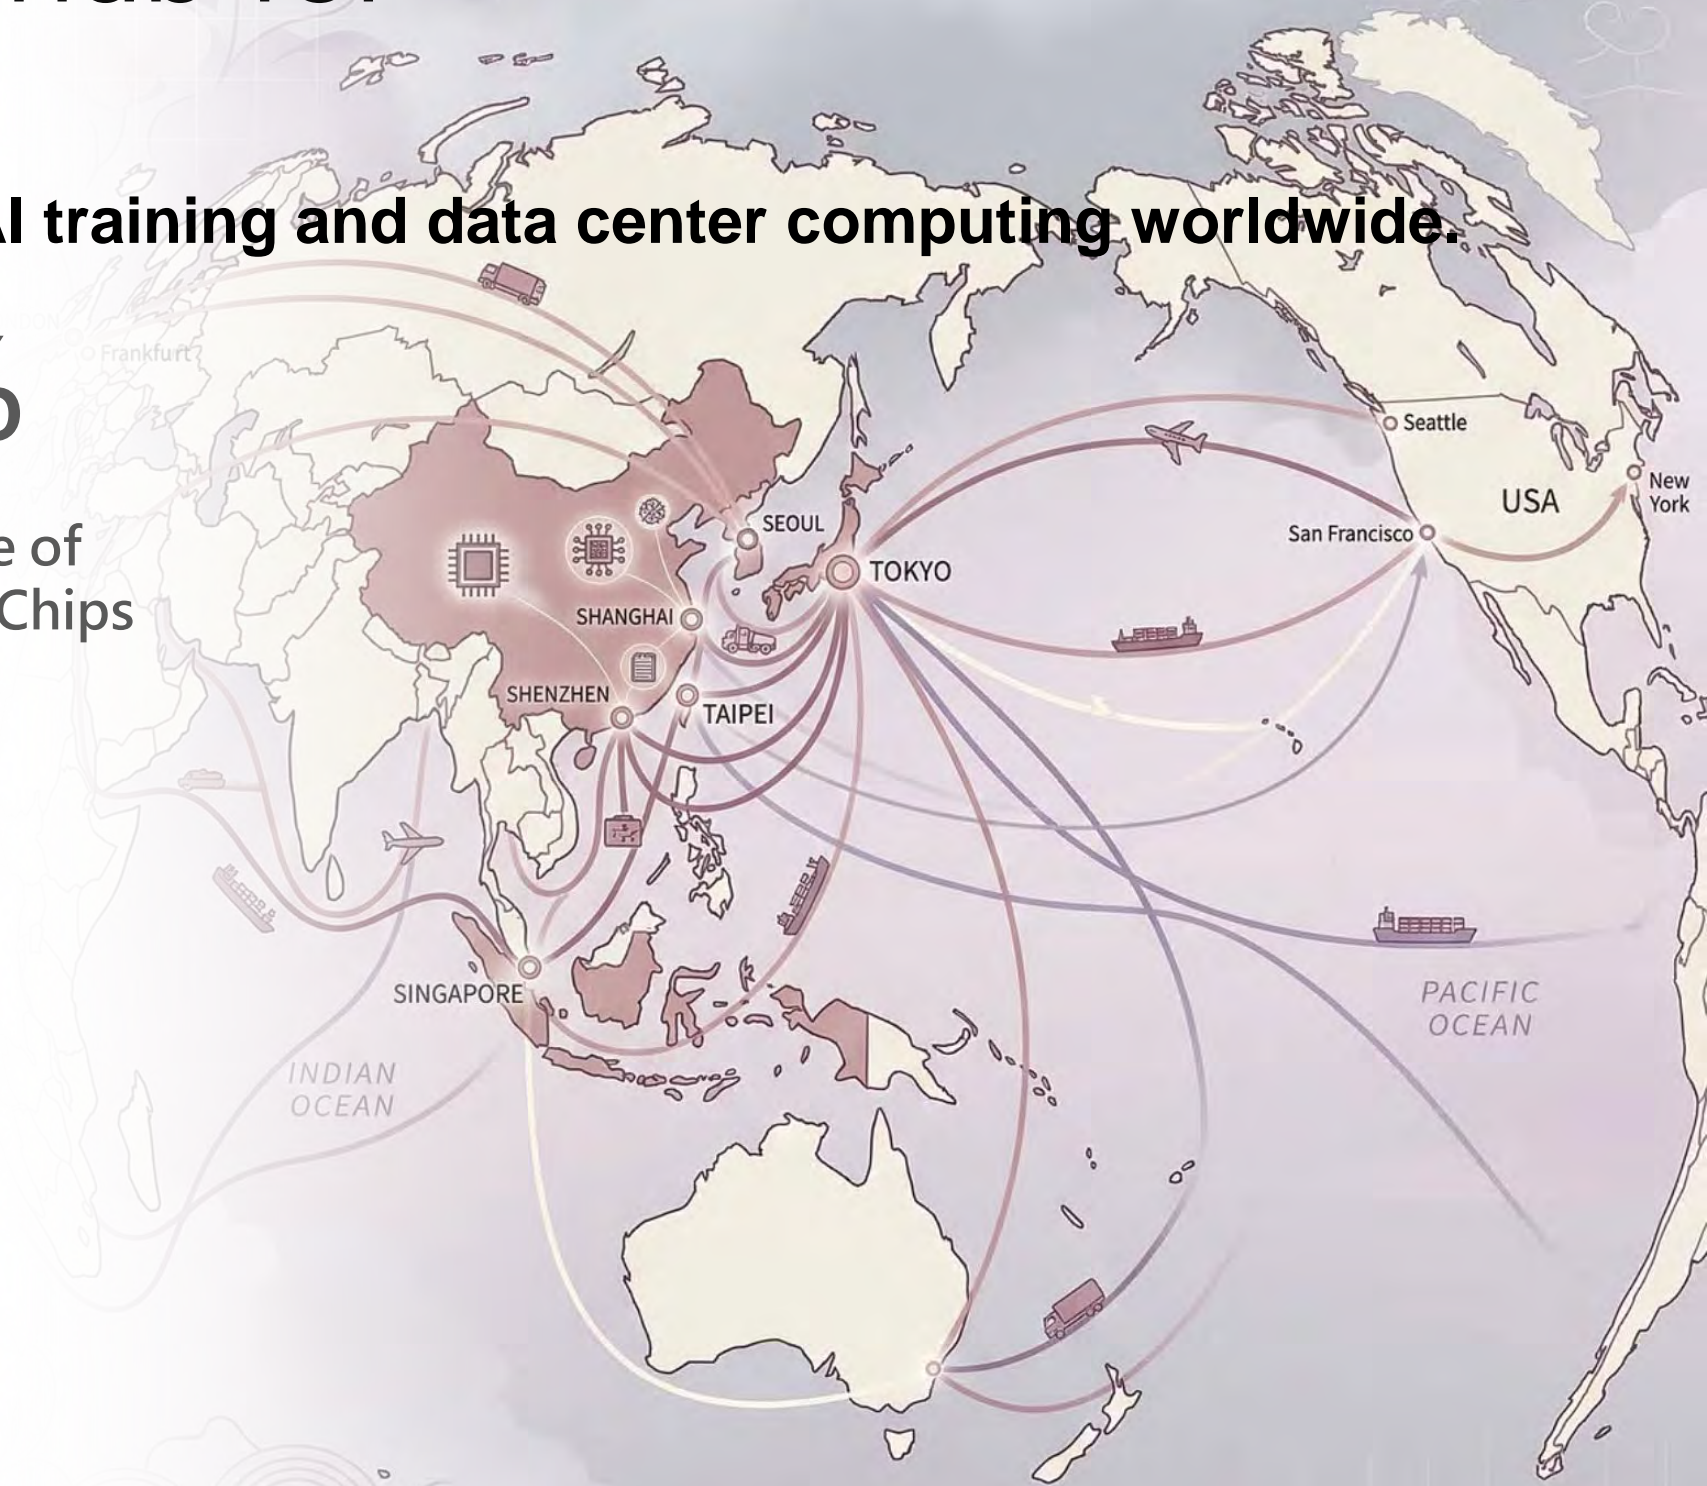 AI training and data center computing worldwide.
Frankfurt
e of
Chips
Seattle
New
York
USA
San Francisco
SEOUL
TOKYO
SHANGHAI
SHENZHEN
TAIPEI
SINGAPORE
PACIFIC
OCEAN
INDIAN
OCEAN